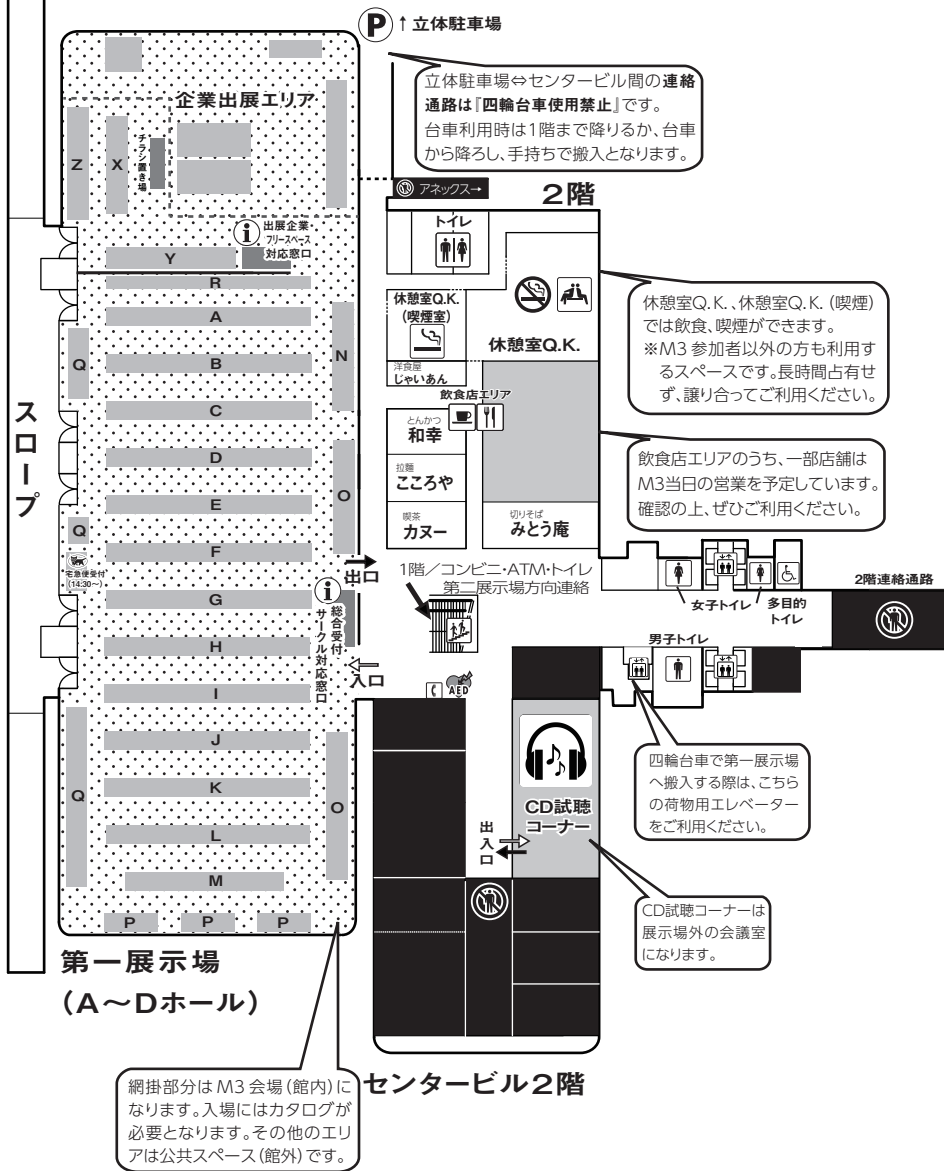 P ↑立体駐車場
立体駐車場⇔センタービル間の連絡
通路は『四輪台車使用禁止』です。
台車利用時は1階まで降りるか、台車
から降ろし、手持ちで搬入となります。
企業出展エリア
Z
X
チラシ置き場
アネックス→
2階
トイレ
i
出展企業・
フリースペース
対応窓口
Y
R
A
Q
B
N
C
D
O
E
Q
F
宅急便受付
(14:30~)
出口
G
i
総合受付
サークル対応窓口
H
入口
I
J
Q
K
O
L
M
P
P
P
スロープ
休憩室Q.K.
(喫煙室)
休憩室Q.K.
洋食屋
じゃいあん
飲食店エリア
とんかつ
和幸
拉麺
こころや
喫茶
カヌー
切りそば
みとう庵
休憩室Q.K.、休憩室Q.K.(喫煙)
では飲食、喫煙ができます。
※M3参加者以外の方も利用す
るスペースです。長時間占有せ
ず、譲り合ってご利用ください。
飲食店エリアのうち、一部店舗は
M3当日の営業を予定しています。
確認の上、ぜひご利用ください。
1階/コンビニ・ATM・トイレ
第二展示場方向連絡
女子トイレ
多目的
トイレ
2階連絡通路
男子トイレ
AED
四輪台車で第一展示場
へ搬入する際は、こちら
の荷物用エレベーター
をご利用ください。
CD試聴
コーナー
出入口
CD試聴コーナーは
展示場外の会議室
になります。
第一展示場
(A~Dホール)
センタービル2階
網掛部分はM3会場(館内)に
なります。入場にはカタログが
必要となります。その他のエリ
アは公共スペース(館外)です。